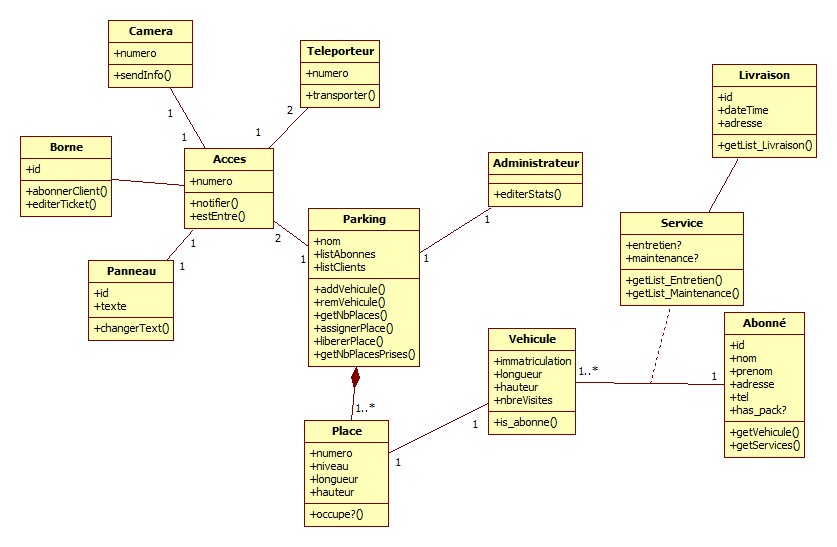 Camera
+numero
+sendInfo()
Teleporteur
+numero
+transporter()
Livraison
+id
+dateTime
+adresse
+getList_Livraison()
1
2
1
1
Borne
+id
+abonnerClient()
+editerTicket()
Acces
+numero
+notifier()
+estEntre()
Administrateur
+editerStats()
1
1
2
1
1
Parking
+nom
+listAbonnes
+listClients
+addVehicule()
+remVehicule()
+getNbPlaces()
+assignerPlace()
+libererPlace()
+getNbPlacesPrises()
Service
+entretien?
+maintenance?
+getList_Entretien()
+getList_Maintenance()
1
Panneau
+id
+texte
+changerText()
Vehicule
+immatriculation
+longueur
+hauteur
+nbreVisites
+is_abonne()
1..*
1
Abonné
+id
+nom
+prenom
+adresse
+tel
+has_pack?
+getVehicule()
+getServices()
1..*
1
1
Place
+numero
+niveau
+longueur
+hauteur
+occupe?()